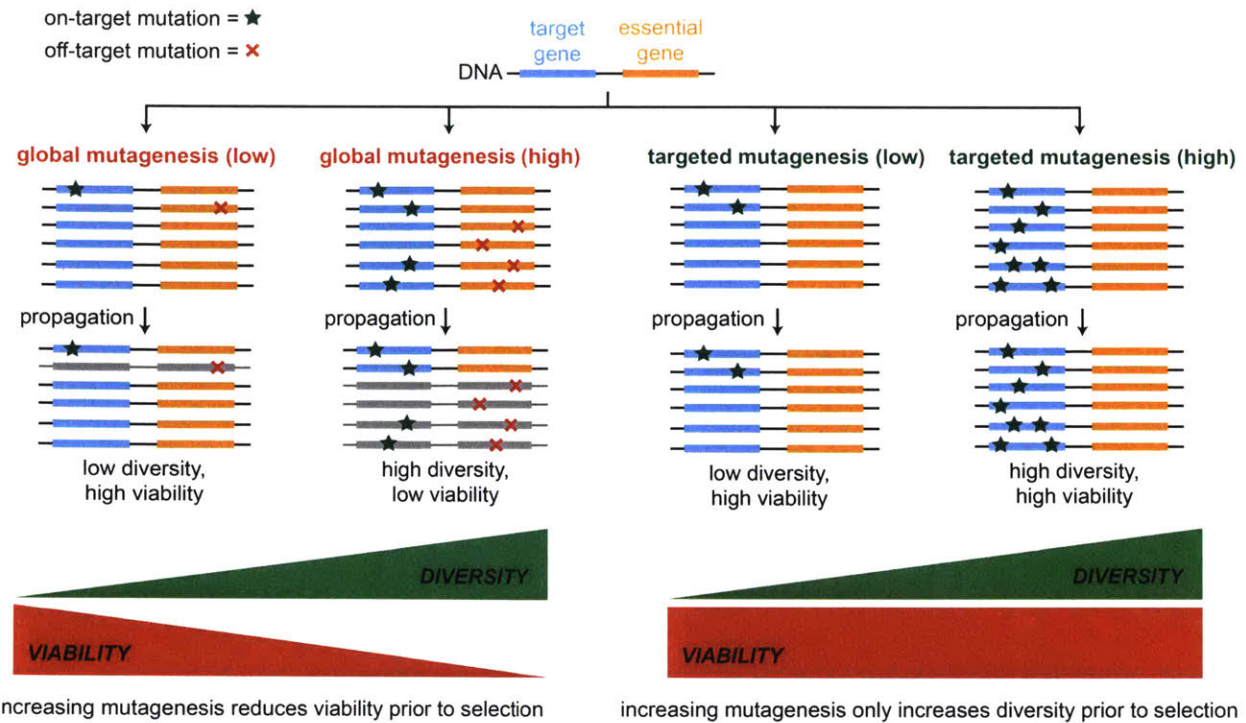 on-target mutation = ★
off-target mutation = ×
target gene
essential gene
DNA
global mutagenesis (low)
global mutagenesis (high)
targeted mutagenesis (low)
targeted mutagenesis (high)
propagation
propagation
propagation
propagation
low diversity,
high viability
high diversity,
low viability
low diversity,
high viability
high diversity,
high viability
DIVERSITY
VIABILITY
DIVERSITY
VIABILITY
ncreasing mutagenesis reduces viability prior to selection
increasing mutagenesis only increases diversity prior to selection